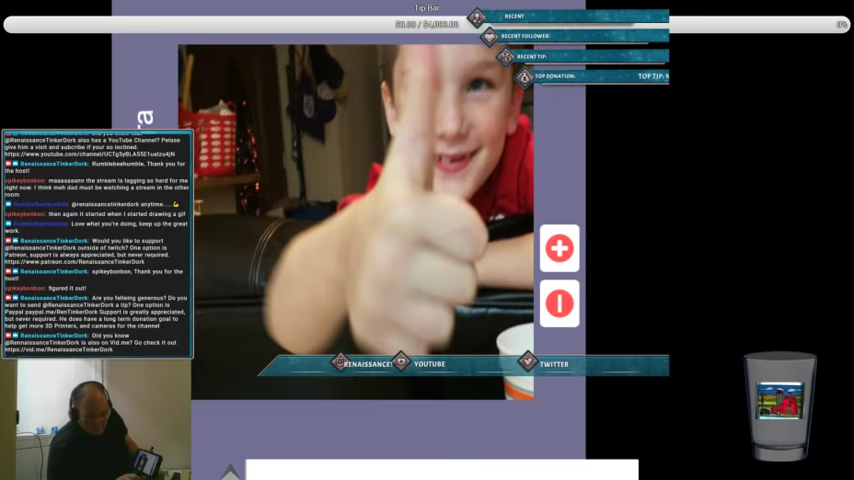 Tip Bar
$0.00 / $4,000.00
0%
RECENT
RECENT FOLLOWER:
RECENT TIP:
TOP DONATION:
TOP TIP: N
ra
@RenaissanceTinkerDork also has a YouTube Channel? Pelase
give him a visit and subcribe if your so inclined.
RenaissanceTinkerDork: Rumblebeehumble, Thank you for
the host!
spikeybonbon: maaaaaaann the stream is lagging so hard for me
right now. I think meh dad must be watching a stream in the other
room
RumbleBeeHumble: @renaissancetinkerdork anytime.....
spikeybonbon: then again it started when I started drawing a gif
RumbleBeeHumble: Love what you're doing, keep up the great
work.
RenaissanceTinkerDork: Would you like to support
@RenaissanceTinkerDork outside of twitch? One option is
Patreon, support is always appreciated, but never required.
https://www.patreon.com/RenaissanceTinkerDork
RenaissanceTinkerDork: spikeybonbon, Thank you for the
host!
spikeybonbon: figured it out!
RenaissanceTinkerDork: Are you felleing generous? Do you
want to send @RenaissanceTinkerDork a tip? One option is
Paypal paypal.me/RenTinkerDork Support is greatly appreciated,
but never required. He does have a long term donation goal to
help get more 3D Printers, and cameras for the channel
RenaissanceTinkerDork: Did you know
@RennaissanceTinkerDork is also on Vid.me? Go check it out
https://vid.me/RenaissanceTinkerDork
RENAISSANCET
YOUTUBE
TWITTER